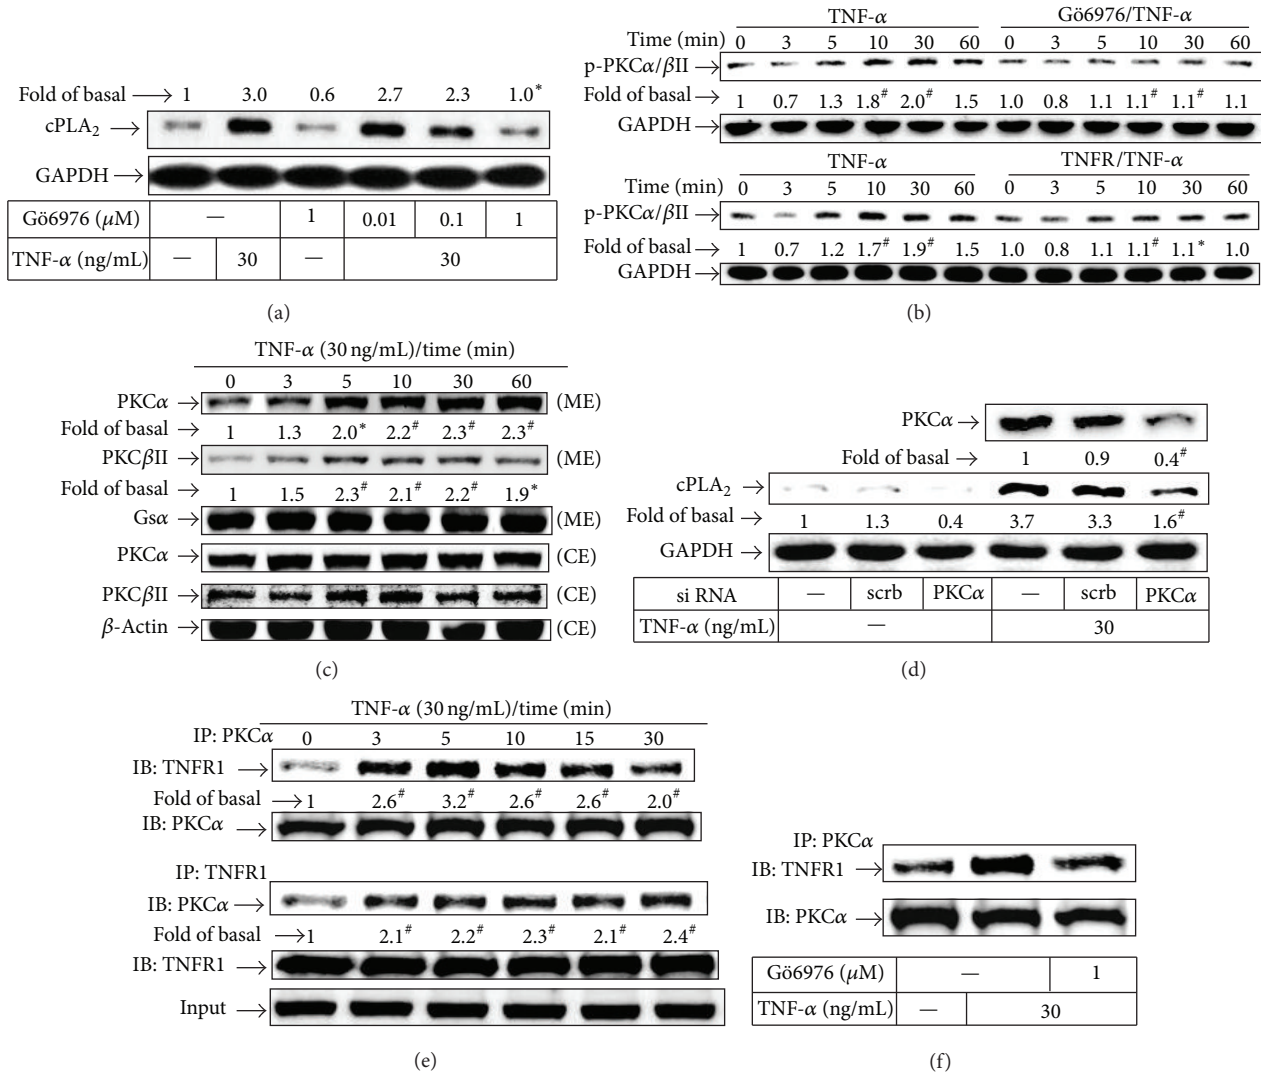 Fold of basal → 1 3.0 0.6 2.7 2.3 1.0*
cPLA₂ →
GAPDH →
Gö6976 (μM) — 1 0.01 0.1 1
TNF-α (ng/mL) — 30 — 30
(a)
TNF-α Gö6976/TNF-α
Time (min) 0 3 5 10 30 60 0 3 5 10 30 60
p-PKCα/βII →
Fold of basal → 1 0.7 1.3 1.8# 2.0# 1.5 1.0 0.8 1.1 1.1# 1.1# 1.1
GAPDH →
TNF-α TNFR/TNF-α
Time (min) 0 3 5 10 30 60 0 3 5 10 30 60
p-PKCα/βII →
Fold of basal → 1 0.7 1.2 1.7# 1.9# 1.5 1.0 0.8 1.1 1.1# 1.1* 1.0
GAPDH →
(b)
TNF-α (30 ng/mL)/time (min)
0 3 5 10 30 60
PKCα → (ME)
Fold of basal → 1 1.3 2.0* 2.2# 2.3# 2.3#
PKCβII → (ME)
Fold of basal → 1 1.5 2.3# 2.1# 2.2# 1.9*
Gsα → (ME)
PKCα → (CE)
PKCβII → (CE)
β-Actin → (CE)
(c)
PKCα →
Fold of basal → 1 0.9 0.4#
cPLA₂ →
Fold of basal → 1 1.3 0.4 3.7 3.3 1.6#
GAPDH →
si RNA — scrb PKCα — scrb PKCα
TNF-α (ng/mL) — 30
(d)
TNF-α (30 ng/mL)/time (min)
IP: PKCα 0 3 5 10 15 30
IB: TNFR1 →
Fold of basal → 1 2.6# 3.2# 2.6# 2.6# 2.0#
IB: PKCα →
IP: TNFR1
IB: PKCα →
Fold of basal → 1 2.1# 2.2# 2.3# 2.1# 2.4#
IB: TNFR1 →
Input →
(e)
IP: PKCα
IB: TNFR1 →
IB: PKCα →
Gö6976 (μM) — 1
TNF-α (ng/mL) — 30
(f)